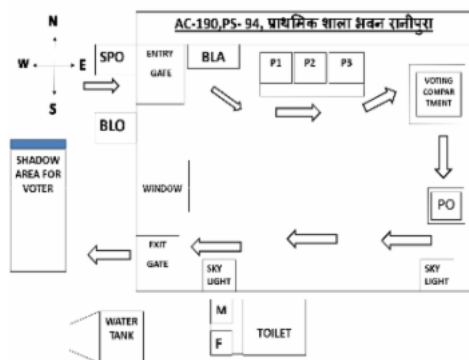 AC-190,PS- 94, प्राथमिक शाला भवन रानीपुरा
N
W
E
S
SPO
ENTRY
GATE
BLA
P1
P2
P3
VOTING
COMPAR
TMENT
BLO
SHADOW
AREA FOR
VOTER
WINDOW
PO
EXIT
GATE
SKY
LIGHT
SKY
LIGHT
WATER
TANK
M
F
TOILET